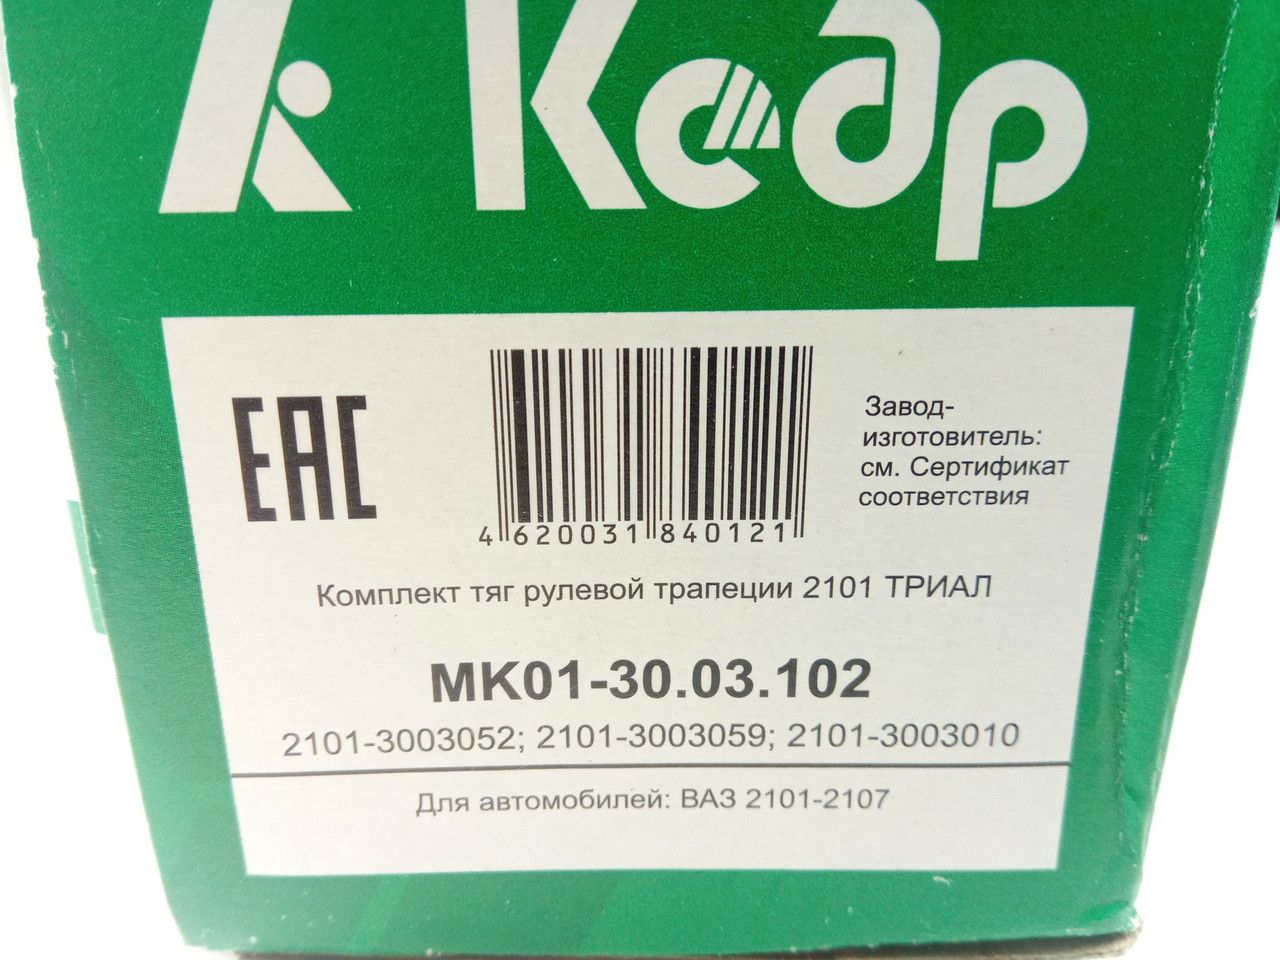 Кедр
EAC
Завод-
изготовитель:
см. Сертификат
соответствия
4 620031 840121
Комплект тяг рулевой трапеции 2101 ТРИАЛ
МК01-30.03.102
2101-3003052; 2101-3003059; 2101-3003010
Для автомобилей: ВАЗ 2101-2107